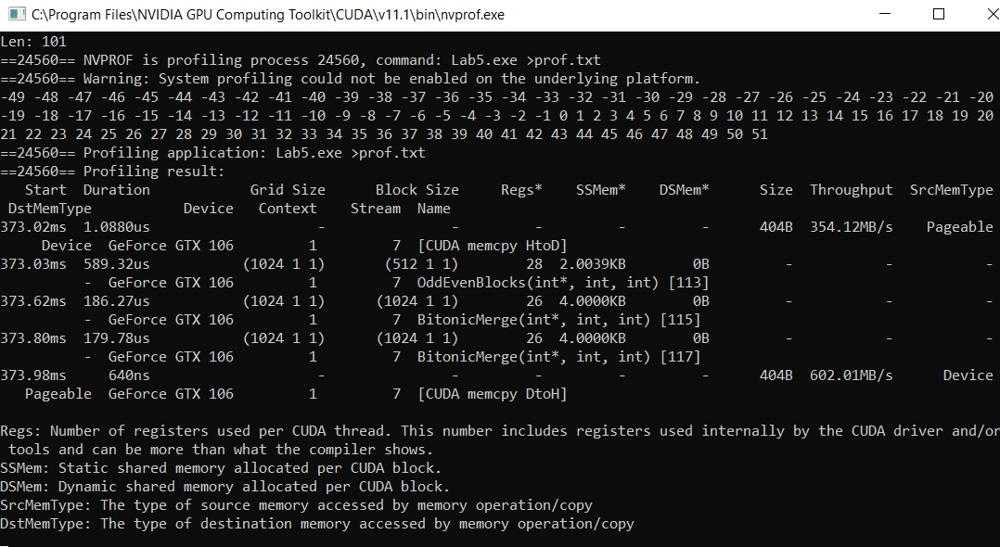 C:\Program Files\NVIDIA GPU Computing Toolkit\CUDA\v11.1\bin\nvprof.exe
Len: 101
==24560== NVPROF is profiling process 24560, command: Lab5.exe >prof.txt
==24560== Warning: System profiling could not be enabled on the underlying platform.
-49 -48 -47 -46 -45 -44 -43 -42 -41 -40 -39 -38 -37 -36 -35 -34 -33 -32 -31 -30 -29 -28 -27 -26 -25 -24 -23 -22 -21 -20
-19 -18 -17 -16 -15 -14 -13 -12 -11 -10 -9 -8 -7 -6 -5 -4 -3 -2 -1 0 1 2 3 4 5 6 7 8 9 10 11 12 13 14 15 16 17 18 19 20
21 22 23 24 25 26 27 28 29 30 31 32 33 34 35 36 37 38 39 40 41 42 43 44 45 46 47 48 49 50 51
==24560== Profiling application: Lab5.exe >prof.txt
==24560== Profiling result:
   Start  Duration            Grid Size      Block Size     Regs*    SSMem*    DSMem*      Size  Throughput  SrcMemType
 DstMemType           Device   Context    Stream  Name
373.02ms  1.0880us                    -               -         -         -         -      404B  354.12MB/s    Pageable
     Device  GeForce GTX 106         1         7  [CUDA memcpy HtoD]
373.03ms  589.32us           (1024 1 1)       (512 1 1)        28  2.0039KB        0B         -           -           -
          -  GeForce GTX 106         1         7  OddEvenBlocks(int*, int, int) [113]
373.62ms  186.27us           (1024 1 1)      (1024 1 1)        26  4.0000KB        0B         -           -           -
          -  GeForce GTX 106         1         7  BitonicMerge(int*, int, int) [115]
373.80ms  179.78us           (1024 1 1)      (1024 1 1)        26  4.0000KB        0B         -           -           -
          -  GeForce GTX 106         1         7  BitonicMerge(int*, int, int) [117]
373.98ms     640ns                    -               -         -         -         -      404B  602.01MB/s      Device
   Pageable  GeForce GTX 106         1         7  [CUDA memcpy DtoH]
Regs: Number of registers used per CUDA thread. This number includes registers used internally by the CUDA driver and/or
 tools and can be more than what the compiler shows.
SSMem: Static shared memory allocated per CUDA block.
DSMem: Dynamic shared memory allocated per CUDA block.
SrcMemType: The type of source memory accessed by memory operation/copy
DstMemType: The type of destination memory accessed by memory operation/copy